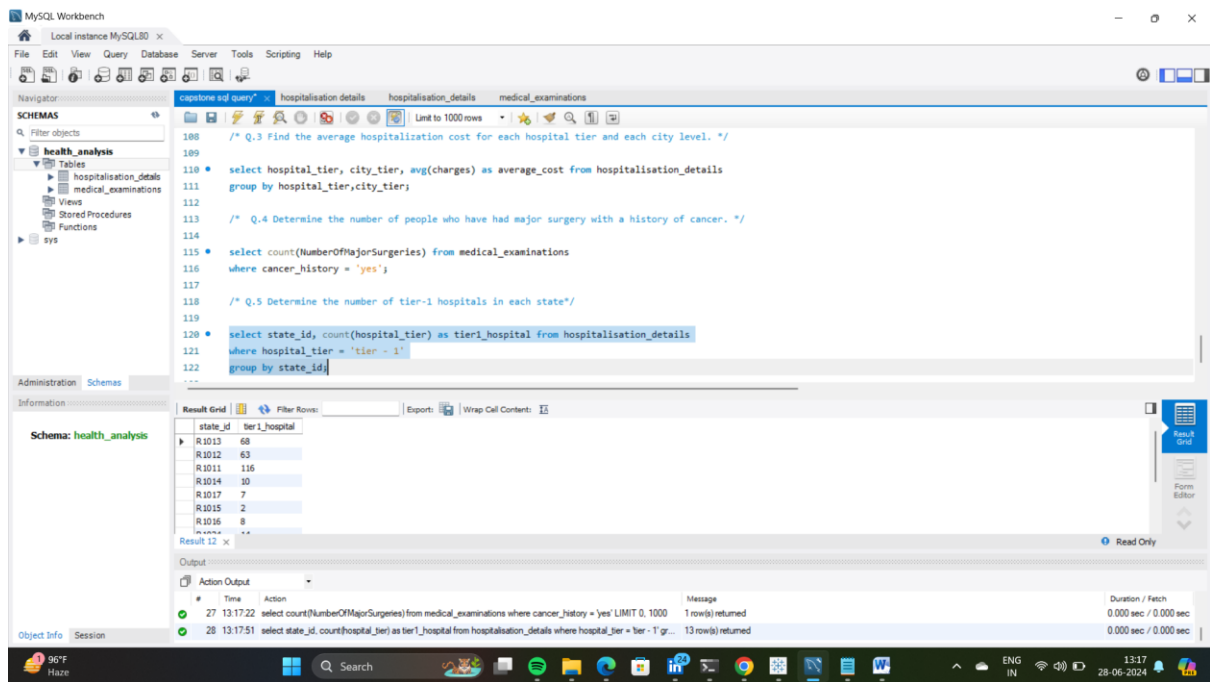 MySQL Workbench
Local instance MySQL80 ×
File Edit View Query Database Server Tools Scripting Help
Navigator
capstone sql query* × hospitalisation details hospitalisation_details medical_examinations
SCHEMAS
Filter objects
health_analysis
Tables
hospitalisation_details
medical_examinations
Views
Stored Procedures
Functions
sys
Administration Schemas
Information
Schema: health_analysis
Object Info Session
Limit to 1000 rows
108 /* Q.3 Find the average hospitalization cost for each hospital tier and each city level. */
109
110 select hospital_tier, city_tier, avg(charges) as average_cost from hospitalisation_details
111 group by hospital_tier,city_tier;
112
113 /* Q.4 Determine the number of people who have had major surgery with a history of cancer. */
114
115 select count(NumberOfMajorSurgeries) from medical_examinations
116 where cancer_history = 'yes';
117
118 /* Q.5 Determine the number of tier-1 hospitals in each state*/
119
120 select state_id, count(hospital_tier) as tier1_hospital from hospitalisation_details
121 where hospital_tier = 'tier - 1'
122 group by state_id;
Result Grid Filter Rows: Export: Wrap Cell Content:
state_id tier1_hospital
R1013 68
R1012 63
R1011 116
R1014 10
R1017 7
R1015 2
R1016 8
Result Grid
Form Editor
Result 12 × Read Only
Output
Action Output
# Time Action Message Duration / Fetch
27 13:17:22 select count(NumberOfMajorSurgeries) from medical_examinations where cancer_history = 'yes' LIMIT 0, 1000 1 row(s) returned 0.000 sec / 0.000 sec
28 13:17:51 select state_id, count(hospital_tier) as tier1_hospital from hospitalisation_details where hospital_tier = 'tier - 1' gr... 13 row(s) returned 0.000 sec / 0.000 sec
1 96°F
Haze
Search
24
ENG
IN
13:17
28-06-2024